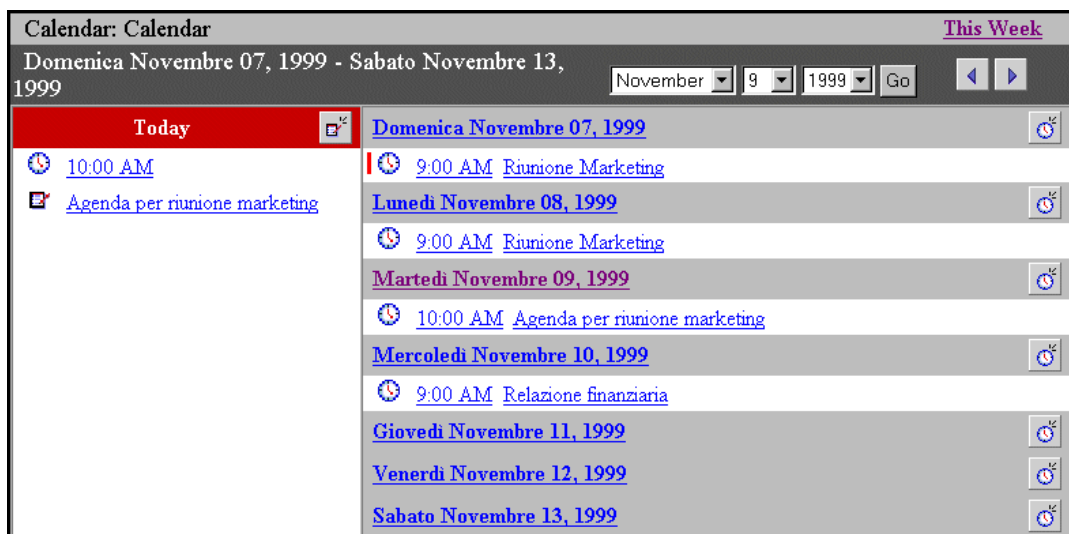 Calendar: Calendar
This Week
Domenica Novembre 07, 1999 - Sabato Novembre 13,
1999
November 9 1999 Go
Today
10:00 AM
Agenda per riunione marketing
Domenica Novembre 07, 1999
9:00 AM Riunione Marketing
Lunedì Novembre 08, 1999
9:00 AM Riunione Marketing
Martedì Novembre 09, 1999
10:00 AM Agenda per riunione marketing
Mercoledì Novembre 10, 1999
9:00 AM Relazione finanziaria
Giovedì Novembre 11, 1999
Venerdì Novembre 12, 1999
Sabato Novembre 13, 1999